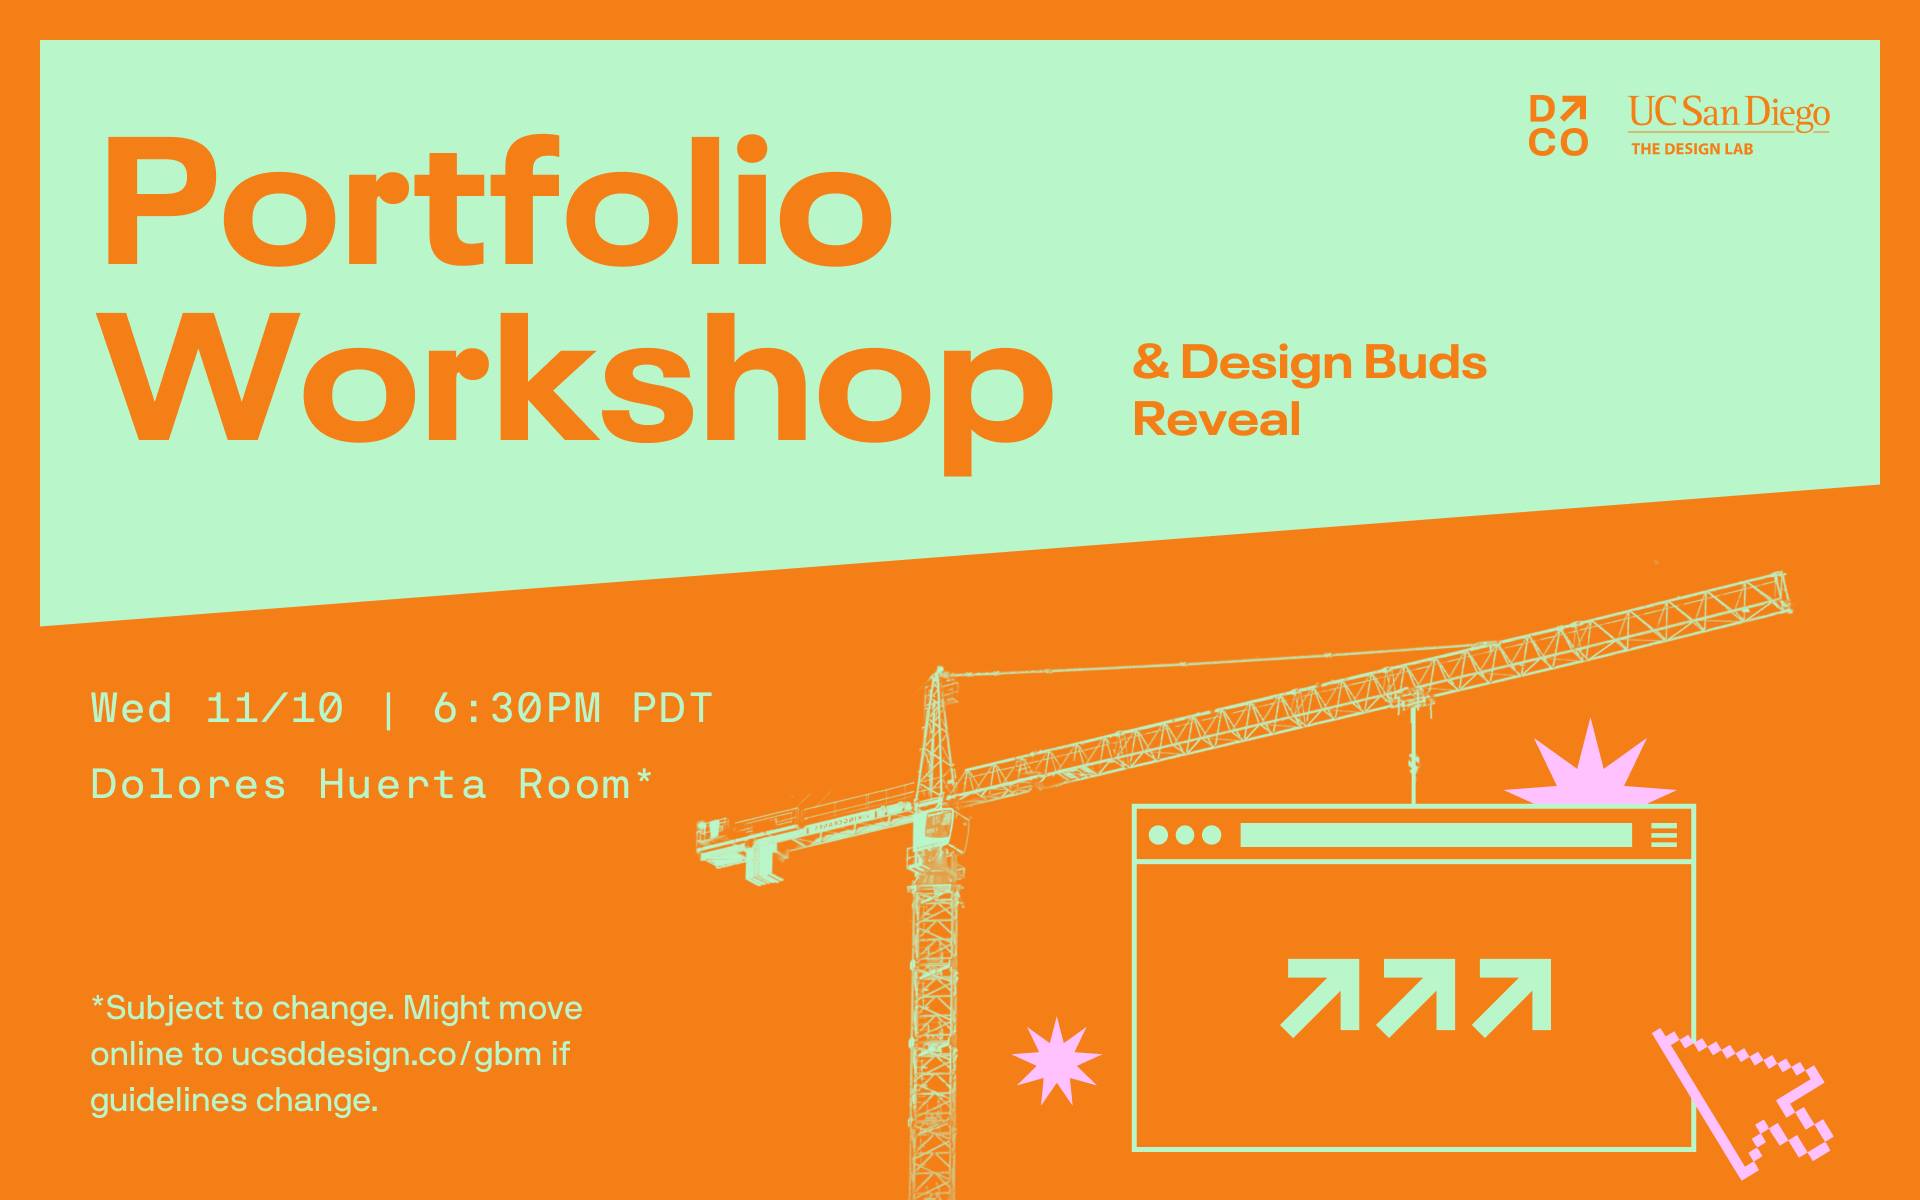 D↗
CO
UC San Diego
THE DESIGN LAB
Portfolio
Workshop
& Design Buds
Reveal
Wed 11/10 | 6:30PM PDT
Dolores Huerta Room*
*Subject to change. Might move
online to ucsddesign.co/gbm if
guidelines change.